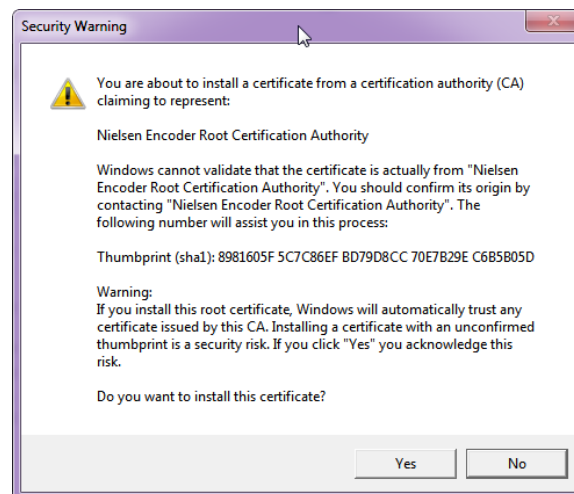 Security Warning
You are about to install a certificate from a certification authority (CA)
claiming to represent:
Nielsen Encoder Root Certification Authority
Windows cannot validate that the certificate is actually from "Nielsen
Encoder Root Certification Authority". You should confirm its origin by
contacting "Nielsen Encoder Root Certification Authority". The
following number will assist you in this process:
Thumbprint (sha1): 8981605F 5C7C86EF BD79D8CC 70E7B29E C6B5B05D
Warning:
If you install this root certificate, Windows will automatically trust any
certificate issued by this CA. Installing a certificate with an unconfirmed
thumbprint is a security risk. If you click "Yes" you acknowledge this
risk.
Do you want to install this certificate?
Yes No